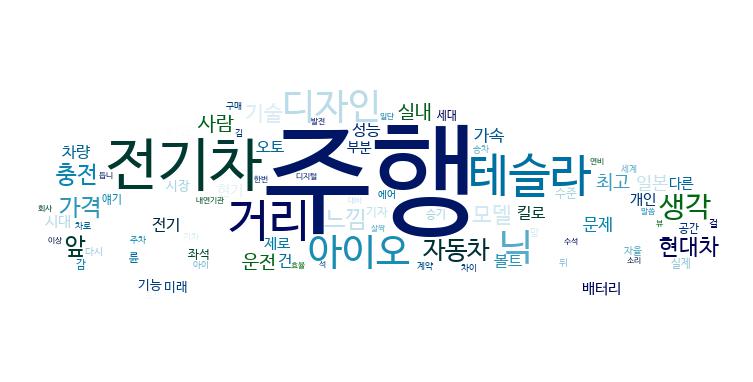 구매
기술
디자인
실내
세대
일단
사람
발전
김
성능
차량
전기차
오토
주행
부분
가속
승차
연비
듭니
충전
시장
한번
디지털
테슬라
최고
세계
일본
다른
수준
내연기관
에어
개인
생각
회사
가격
얘기
거리
느낌
기자
승기
모델
킬로
말씀
시대
차로
전기
살짝
문제
뷰
공간
걸
이상
앞
다시
주차
좌석
제로
아이오
자동차
닉
수석
자율
현대차
감
륜
아이
운전
건
효율
석
계약
차이
볼트
뒤
소리
실제
기능
미래
배터리